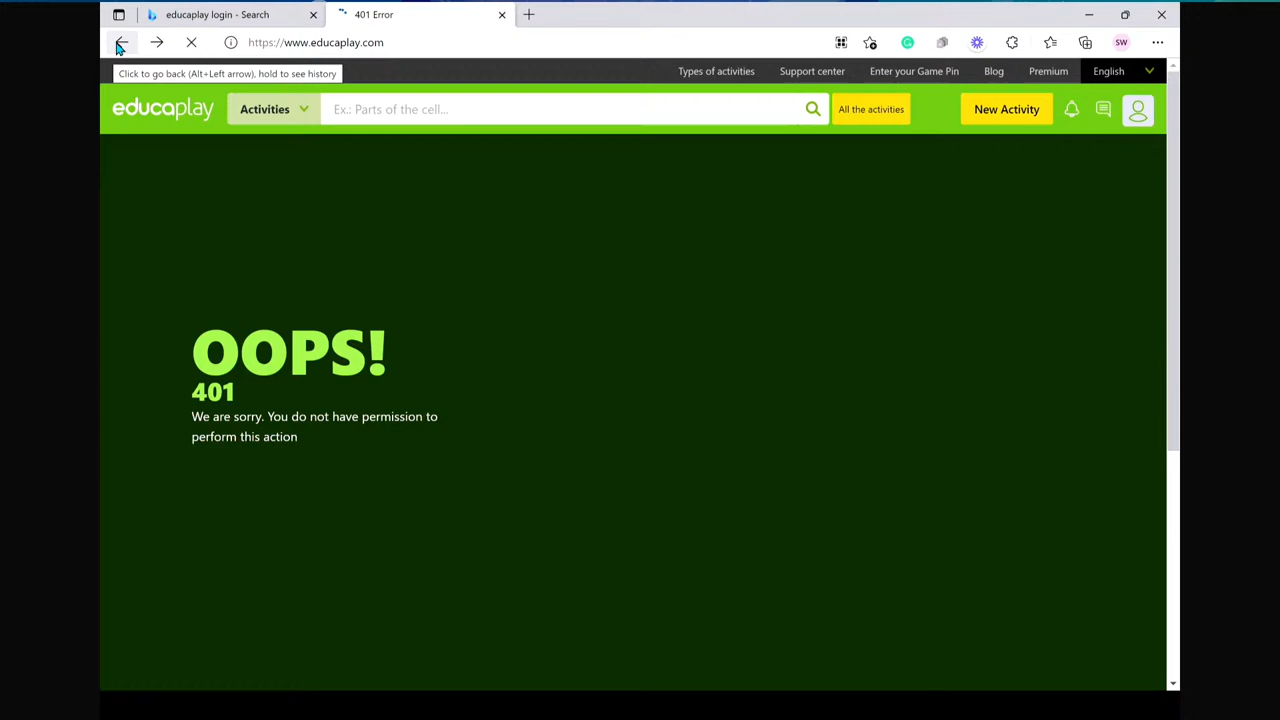 educaplay login - Search
401 Error
https://www.educaplay.com
SW
Click to go back (Alt+Left arrow), hold to see history
Types of activities
Support center
Enter your Game Pin
Blog
Premium
English
educaplay
Activities
Ex.: Parts of the cell...
All the activities
New Activity
OOPS!
401
We are sorry. You do not have permission to
perform this action